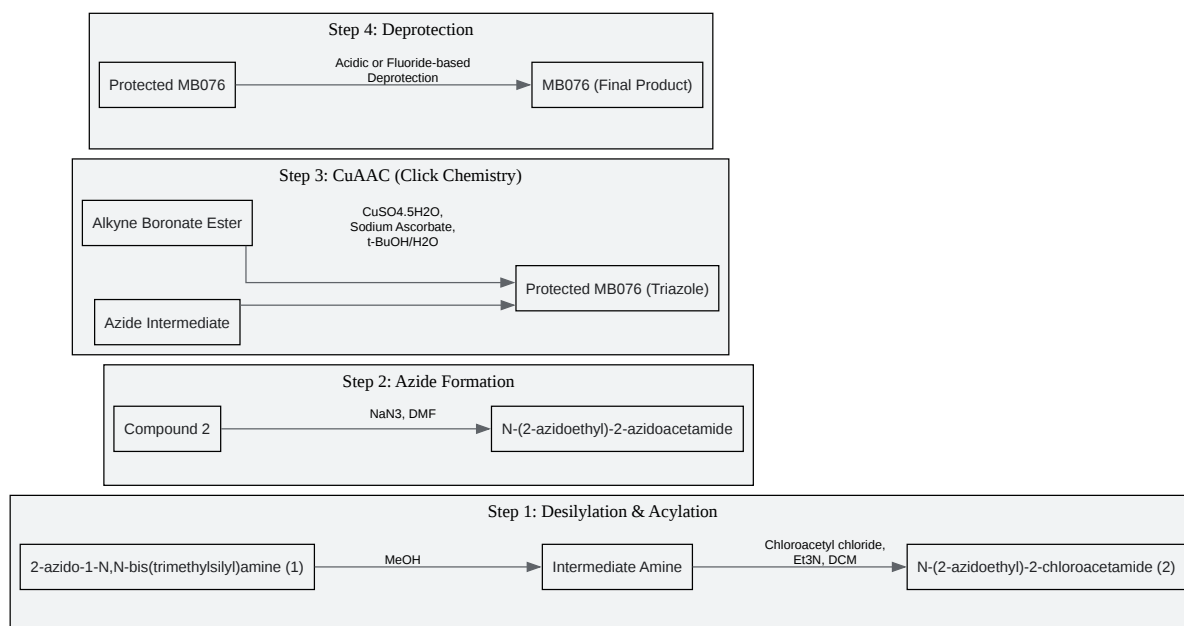 Step 4: Deprotection
Protected MB076
Acidic or Fluoride-based
Deprotection
MB076 (Final Product)
Step 3: CuAAC (Click Chemistry)
Alkyne Boronate Ester
CuSO4.5H2O,
Sodium Ascorbate,
t-BuOH/H2O
Protected MB076 (Triazole)
Azide Intermediate
Step 2: Azide Formation
Compound 2
NaN3, DMF
N-(2-azidoethyl)-2-azidoacetamide
Step 1: Desilylation & Acylation
2-azido-1-N,N-bis(trimethylsilyl)amine (1)
MeOH
Intermediate Amine
Chloroacetyl chloride,
Et3N, DCM
N-(2-azidoethyl)-2-chloroacetamide (2)